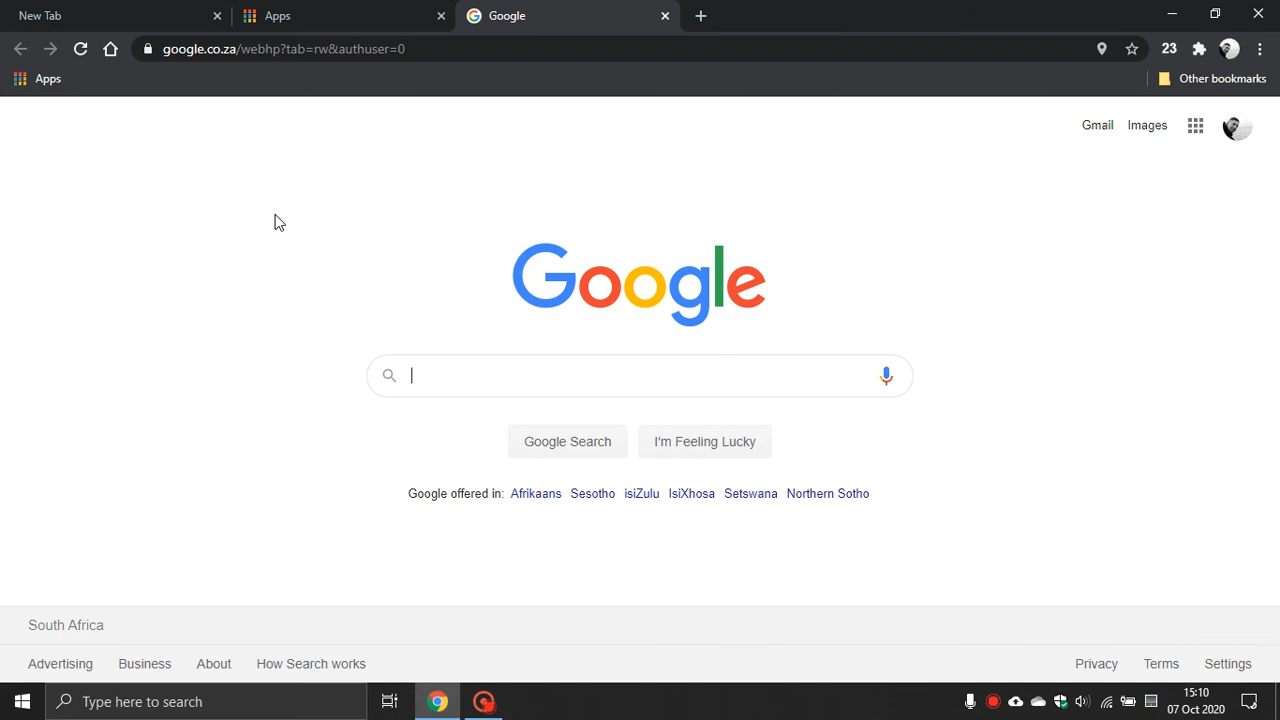 New Tab
Apps
Google
google.co.za/webhp?tab=rw&authuser=0
23
Apps
Other bookmarks
Gmail Images
Google
Google Search
I'm Feeling Lucky
Google offered in: Afrikaans Sesotho isiZulu IsiXhosa Setswana Northern Sotho
South Africa
Advertising Business About How Search works
Privacy Terms Settings
Type here to search
15:10
07 Oct 2020